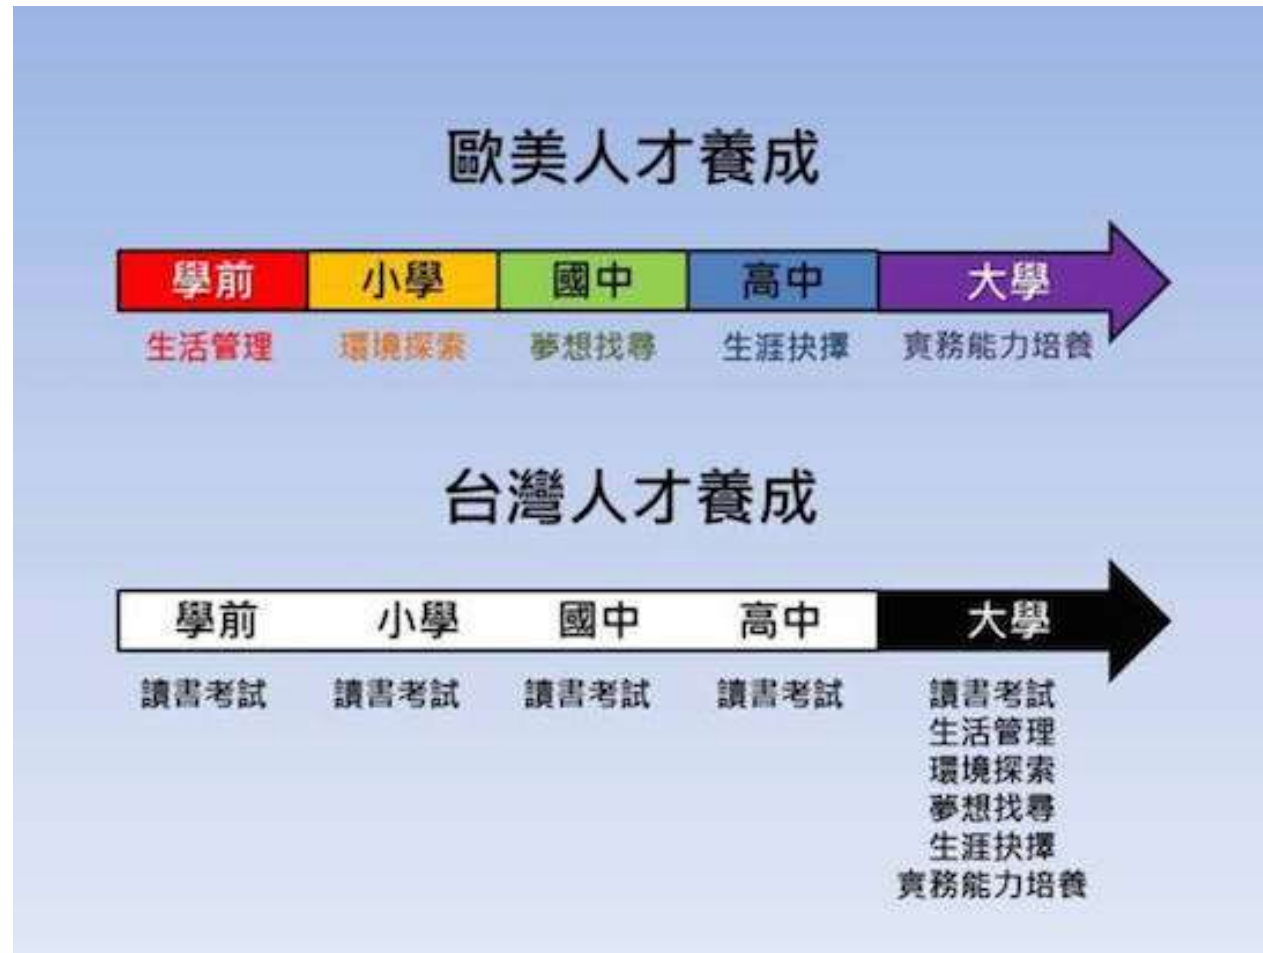 歐美人才養成
學前 小學 國中 高中 大學
生活管理 環境探索 夢想找尋 生涯抉擇 實務能力培養
台灣人才養成
學前 小學 國中 高中 大學
讀書考試 讀書考試 讀書考試 讀書考試 讀書考試
生活管理
環境探索
夢想找尋
生涯抉擇
實務能力培養